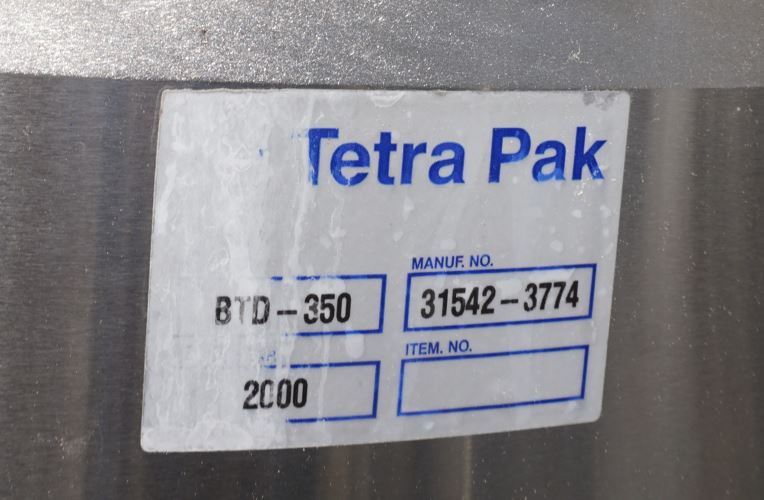 Tetra Pak
MANUF. NO.
BTD-350
31542-3774
ITEM. NO.
2000